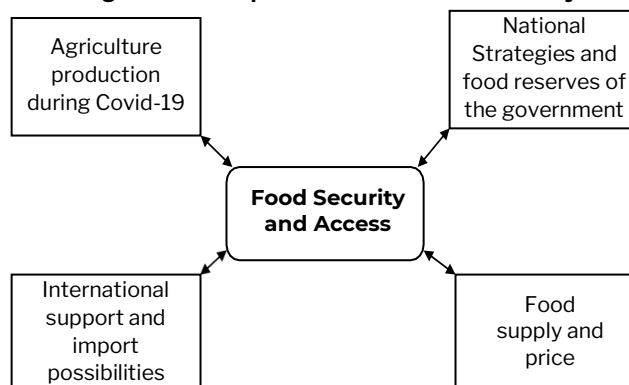 Agriculture
production
during Covid-19
National
Strategies and
food reserves of
the government
Food Security
and Access
International
support and
import
possibilities
Food
supply and
price